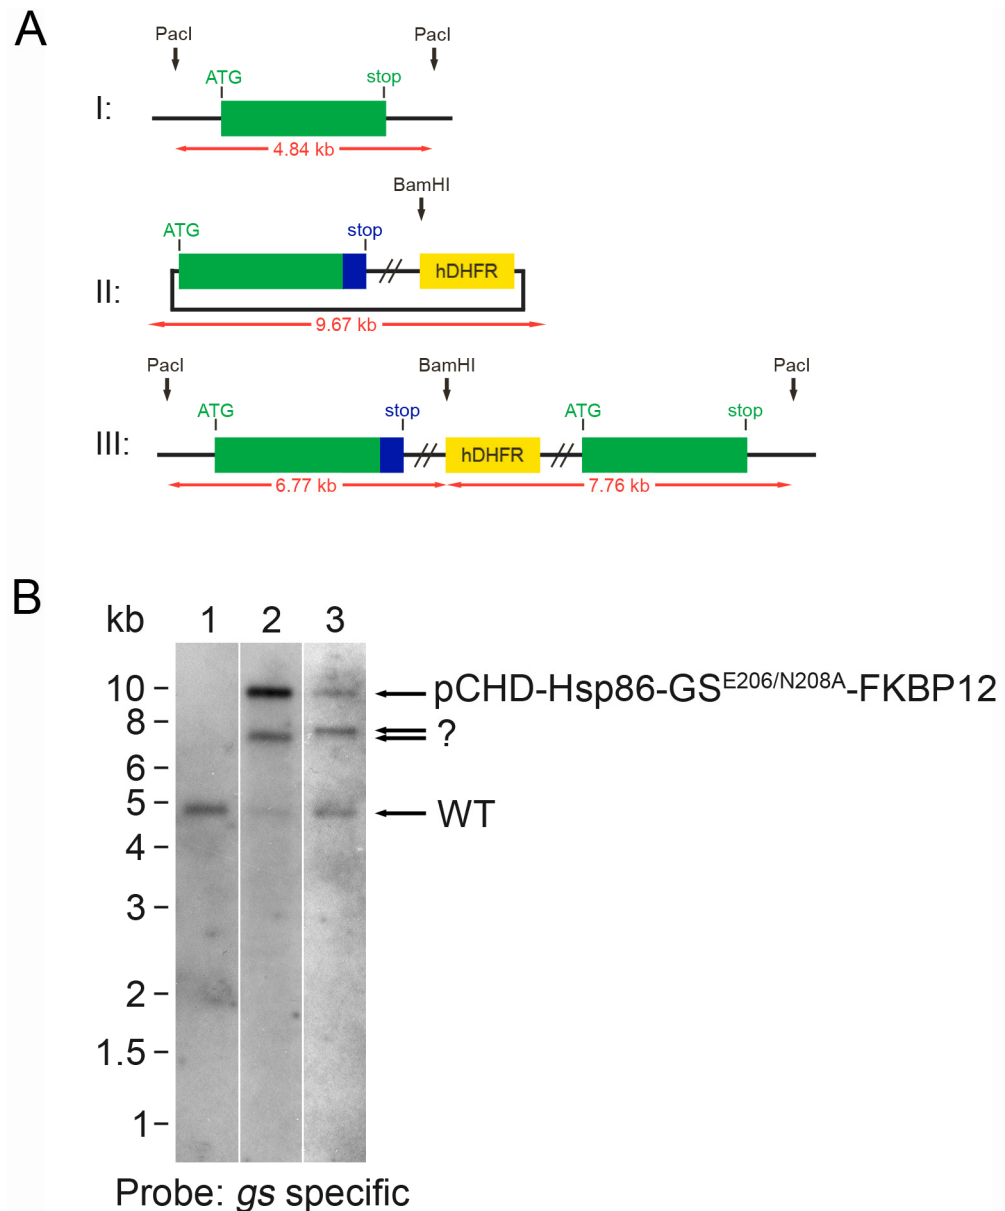 A
PacI PacI
ATG stop
I:
4.84 kb
BamHI
ATG stop
hDHFR
II:
9.67 kb
PacI BamHI PacI
ATG stop ATG stop
III:
hDHFR
6.77 kb 7.76 kb
B
kb 1 2 3
10 pCHD-Hsp86-GS^E206/N208A-FKBP12
8 ?
6
5 WT
4
3
2
1.5
1
Probe: gs specific